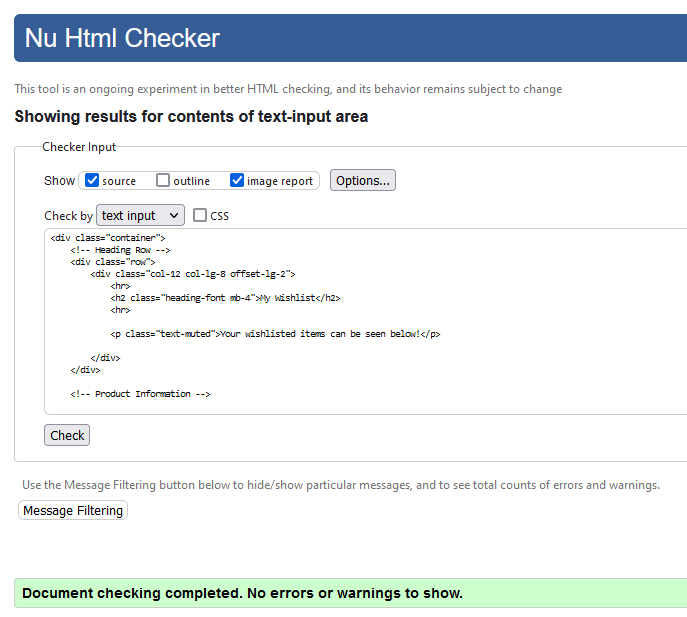 Nu Html Checker
This tool is an ongoing experiment in better HTML checking, and its behavior remains subject to change
Showing results for contents of text-input area
Checker Input
Show source outline image report Options...
Check by text input CSS
<div class="container">
<!-- Heading Row -->
<div class="row">
<div class="col-12 col-lg-8 offset-lg-2">
<hr>
<h2 class="heading-font mb-4">My Wishlist</h2>
<hr>
<p class="text-muted">Your wishlisted items can be seen below!</p>
</div>
</div>
<!-- Product Information -->
Check
Use the Message Filtering button below to hide/show particular messages, and to see total counts of errors and warnings.
Message Filtering
Document checking completed. No errors or warnings to show.